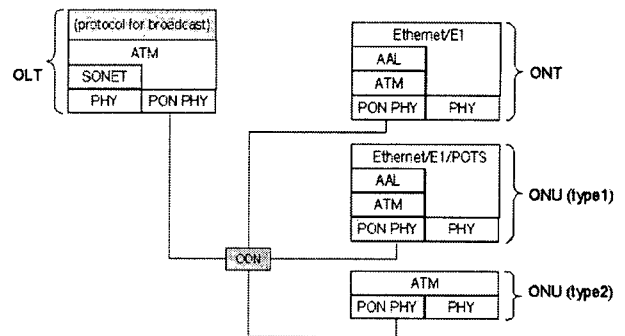 (protocol for broadcast)
ATM
SONET
PHY
PON PHY
OLT
Ethernet/E1
AAL
ATM
PON PHY
PHY
ONT
Ethernet/E1/POTS
AAL
ATM
PON PHY
PHY
ONU (type1)
ODN
ATM
PON PHY
PHY
ONU (type2)